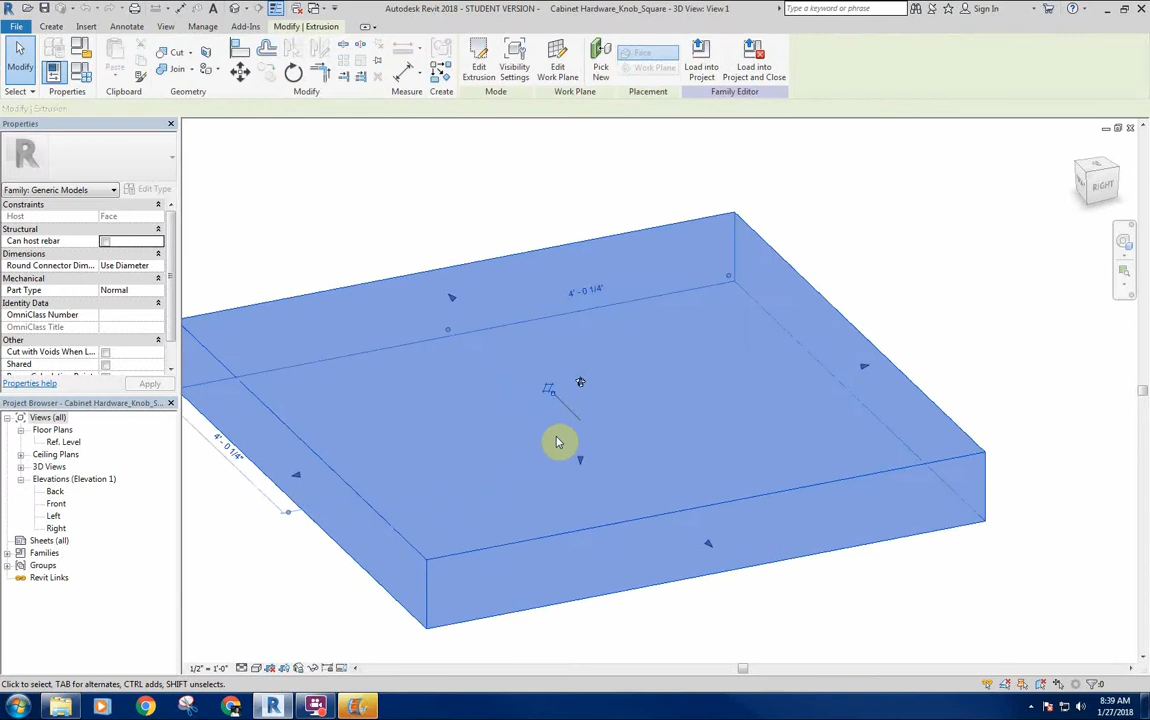 Autodesk Revit 2018 - STUDENT VERSION - Cabinet Hardware_Knob_Square - 3D View: View 1
Type a keyword or phrase
Sign In
File Create Insert Annotate View Manage Add-Ins Modify | Extrusion
Modify
Paste
Cut
Join
Edit Extrusion
Visibility Settings
Edit Work Plane
Pick New
Face
Work Plane
Load into Project
Load into Project and Close
Select Properties Clipboard Geometry Modify Measure Create Mode Work Plane Placement Family Editor
Modify | Extrusion
Properties
Family: Generic Models
Edit Type
Constraints
Host Face
Structural
Can host rebar
Dimensions
Round Connector Dim... Use Diameter
Mechanical
Part Type Normal
Identity Data
OmniClass Number
OmniClass Title
Other
Cut with Voids When L...
Shared
Properties help
Apply
Project Browser - Cabinet Hardware_Knob_S...
Views (all)
Floor Plans
Ref. Level
Ceiling Plans
3D Views
Elevations (Elevation 1)
Back
Front
Left
Right
Sheets (all)
Families
Groups
Revit Links
4' - 0 1/4"
4' - 0 1/4"
RIGHT
1/2" = 1'-0"
Click to select, TAB for alternates, CTRL adds, SHIFT unselects.
:0
8:39 AM
1/27/2018